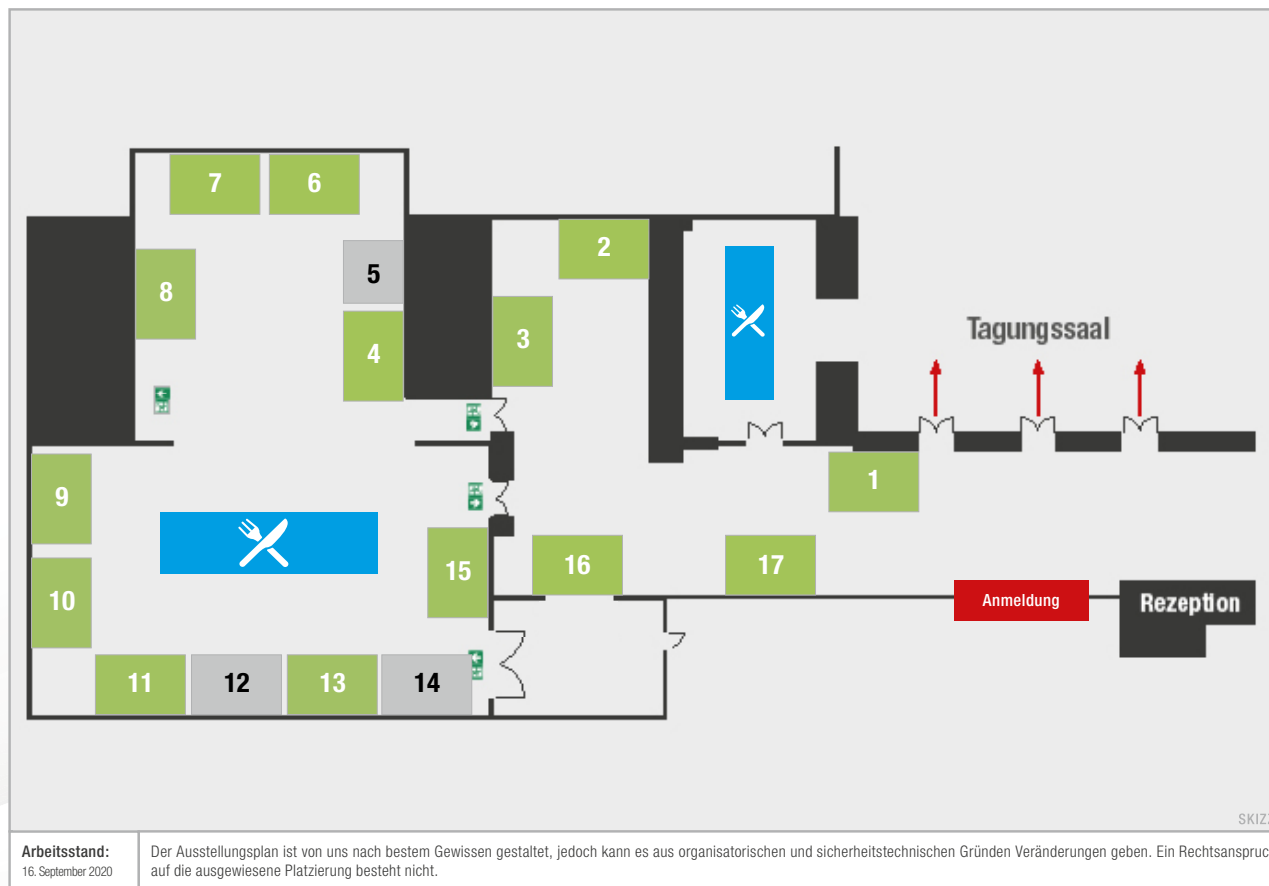 7
6
2
5
8
3
4
Tagungssaal
9
1
15
16
17
10
Anmeldung
Rezeption
11
12
13
14
Arbeitsstand:
16. September 2020
Der Ausstellungsplan ist von uns nach bestem Gewissen gestaltet, jedoch kann es aus organisatorischen und sicherheitstechnischen Gründen Veränderungen geben. Ein
auf die ausgewiesene Platzierung besteht nicht.